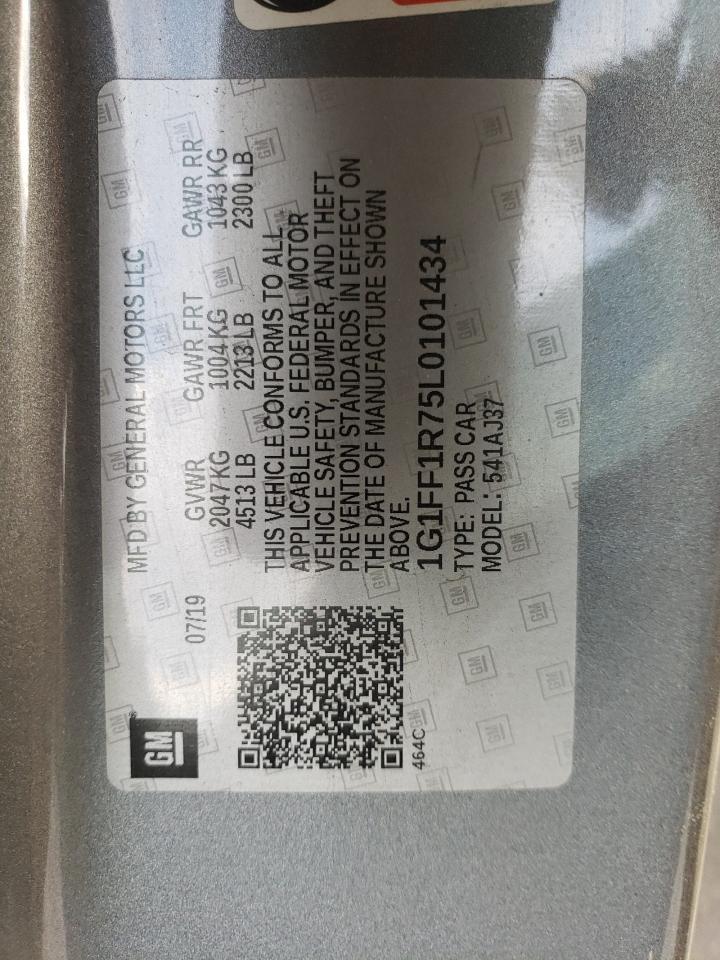 GM
MFD BY GENERAL MOTORS LLC
07/19 GVWR GAWR FRT GAWR RR
2047 KG 1004 KG 1043 KG
4513 LB 2213 LB 2300 LB
THIS VEHICLE CONFORMS TO ALL
APPLICABLE U.S. FEDERAL MOTOR
VEHICLE SAFETY, BUMPER, AND THEFT
PREVENTION STANDARDS IN EFFECT ON
THE DATE OF MANUFACTURE SHOWN
ABOVE.
1G1FF1R75L0101434
TYPE: PASS CAR
MODEL: 541AJ37
464C